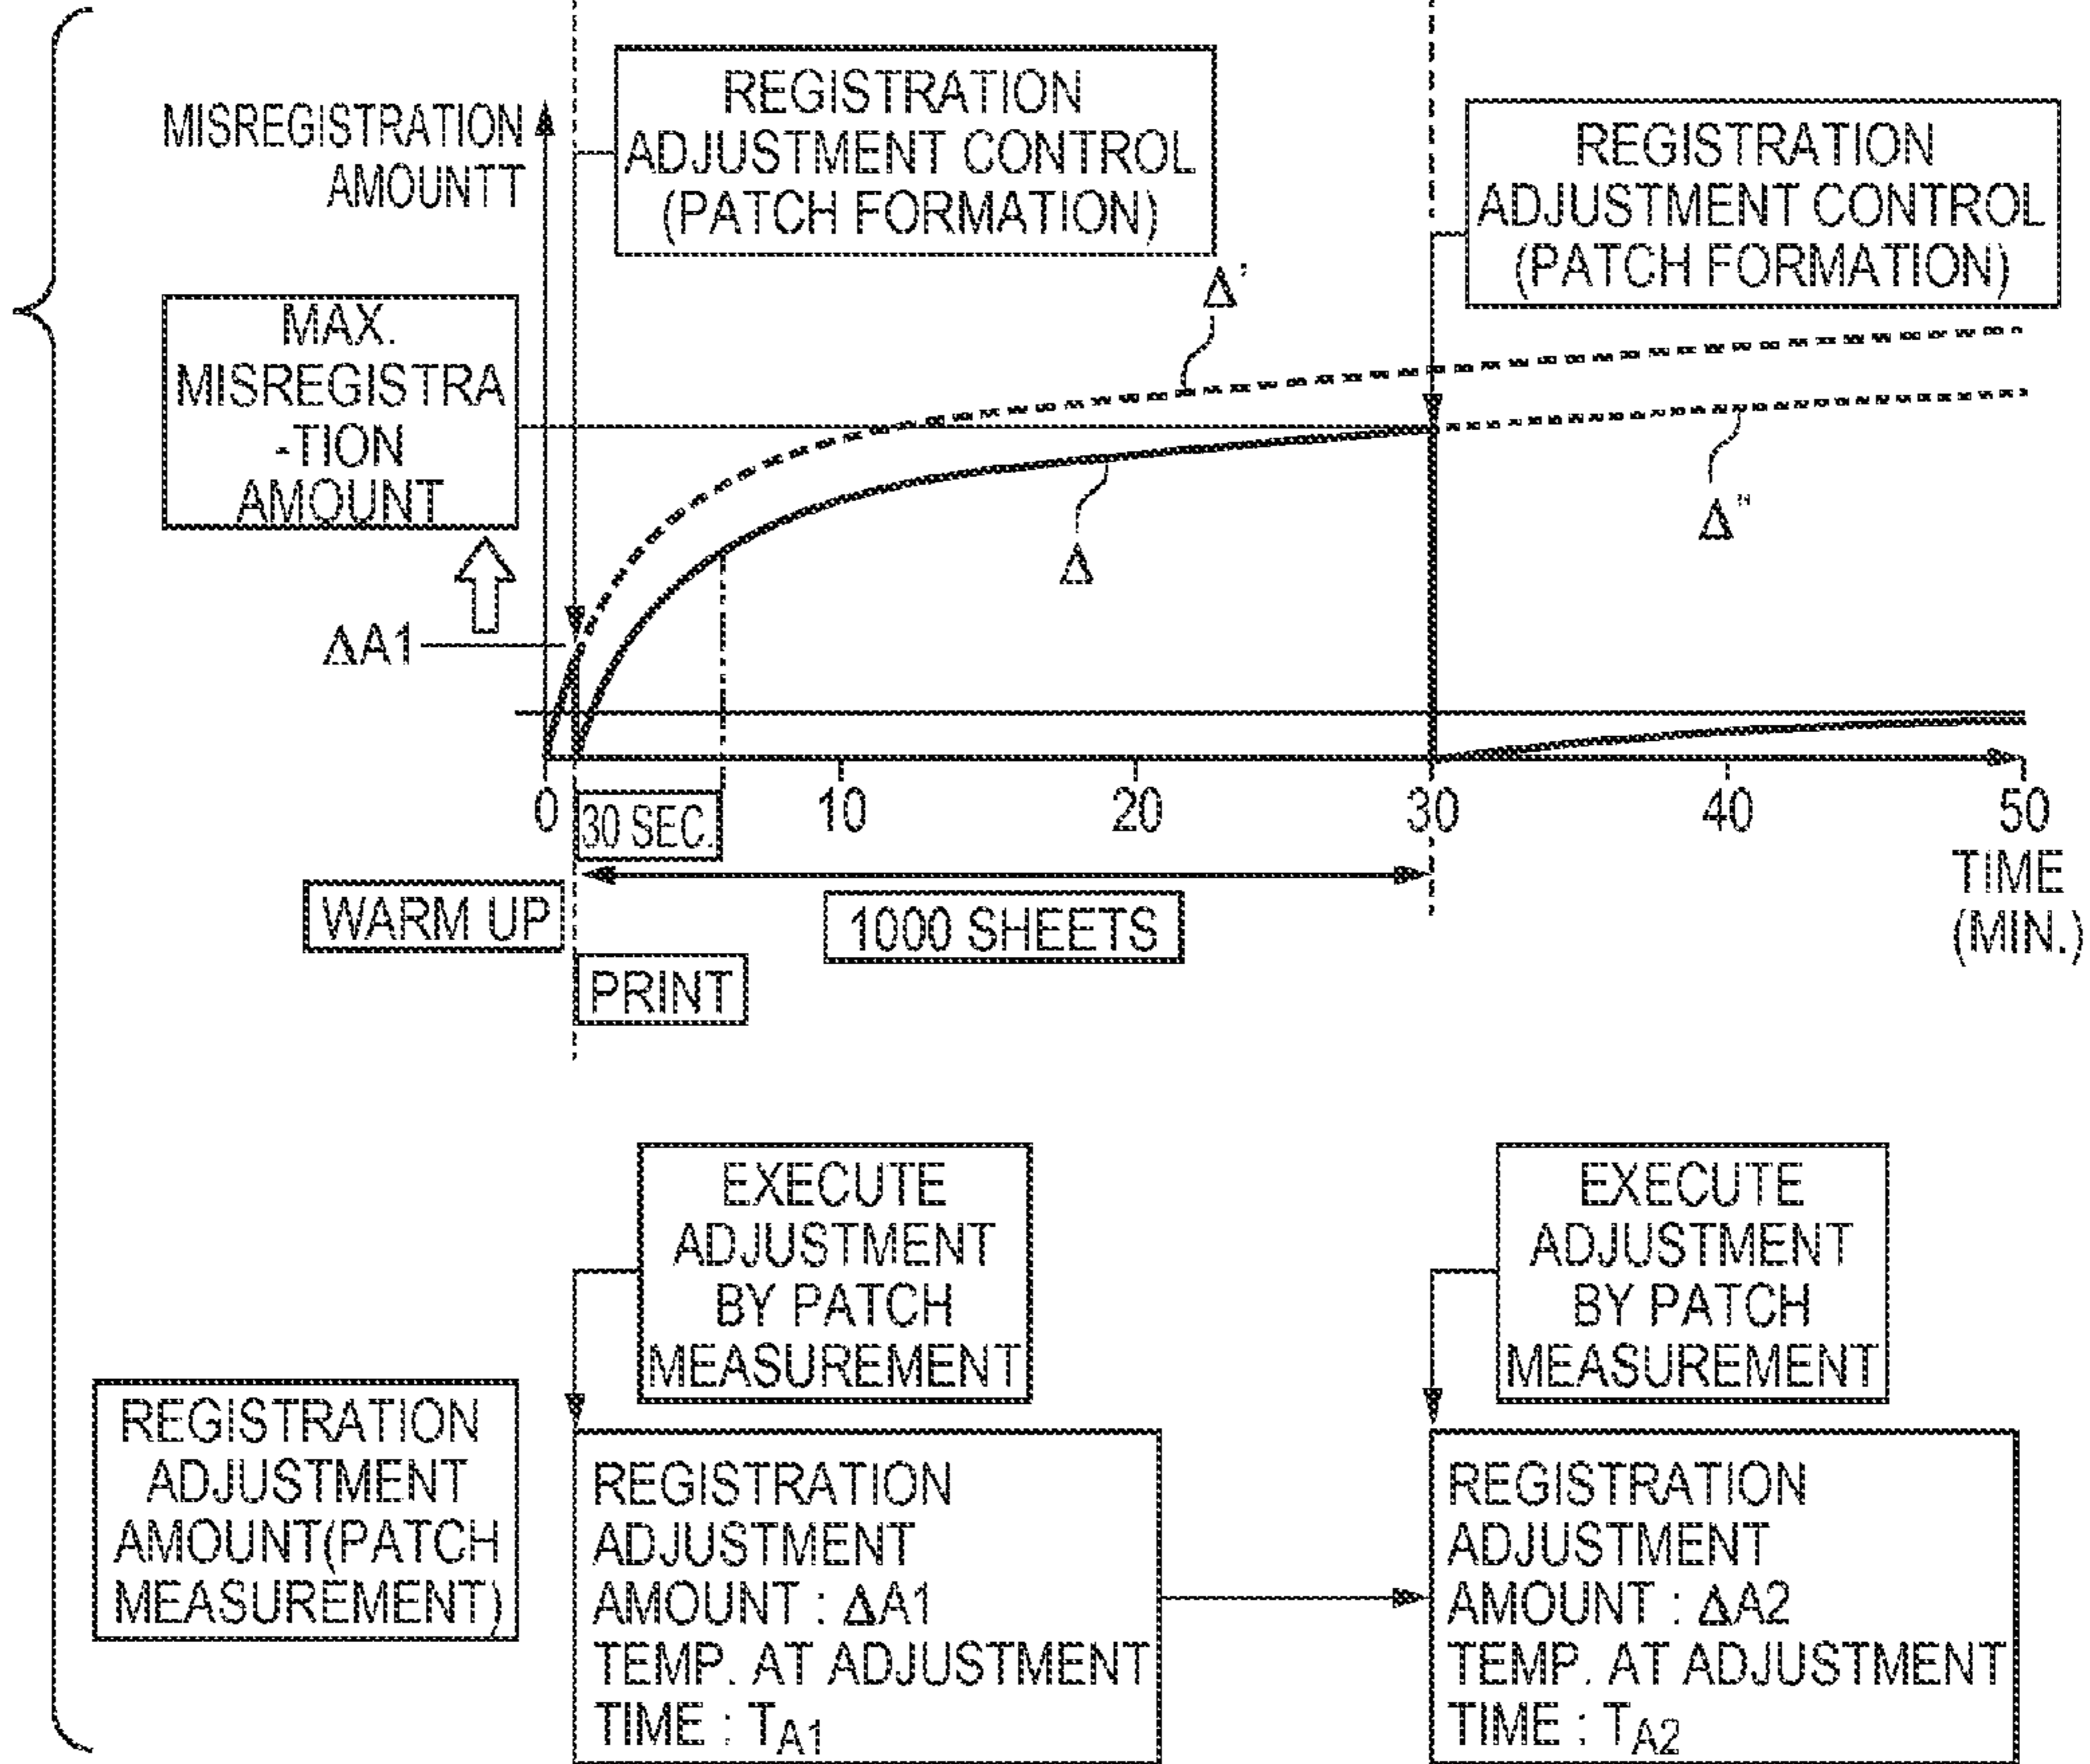 REGISTRATION
ADJUSTMENT CONTROL
(PATCH FORMATION)
MISREGISTRATION
AMOUNTT
REGISTRATION
ADJUSTMENT CONTROL
(PATCH FORMATION)
Δ'
MAX.
MISREGISTRA
-TION
AMOUNT
Δ
Δ"
ΔA1
0
30 SEC.
10
20
30
40
50
TIME
(MIN.)
WARM UP
1000 SHEETS
PRINT
EXECUTE
ADJUSTMENT
BY PATCH
MEASUREMENT
EXECUTE
ADJUSTMENT
BY PATCH
MEASUREMENT
REGISTRATION
ADJUSTMENT
AMOUNT(PATCH
MEASUREMENT)
REGISTRATION
ADJUSTMENT
AMOUNT : ΔA1
TEMP. AT ADJUSTMENT
TIME : TA1
REGISTRATION
ADJUSTMENT
AMOUNT : ΔA2
TEMP. AT ADJUSTMENT
TIME : TA2